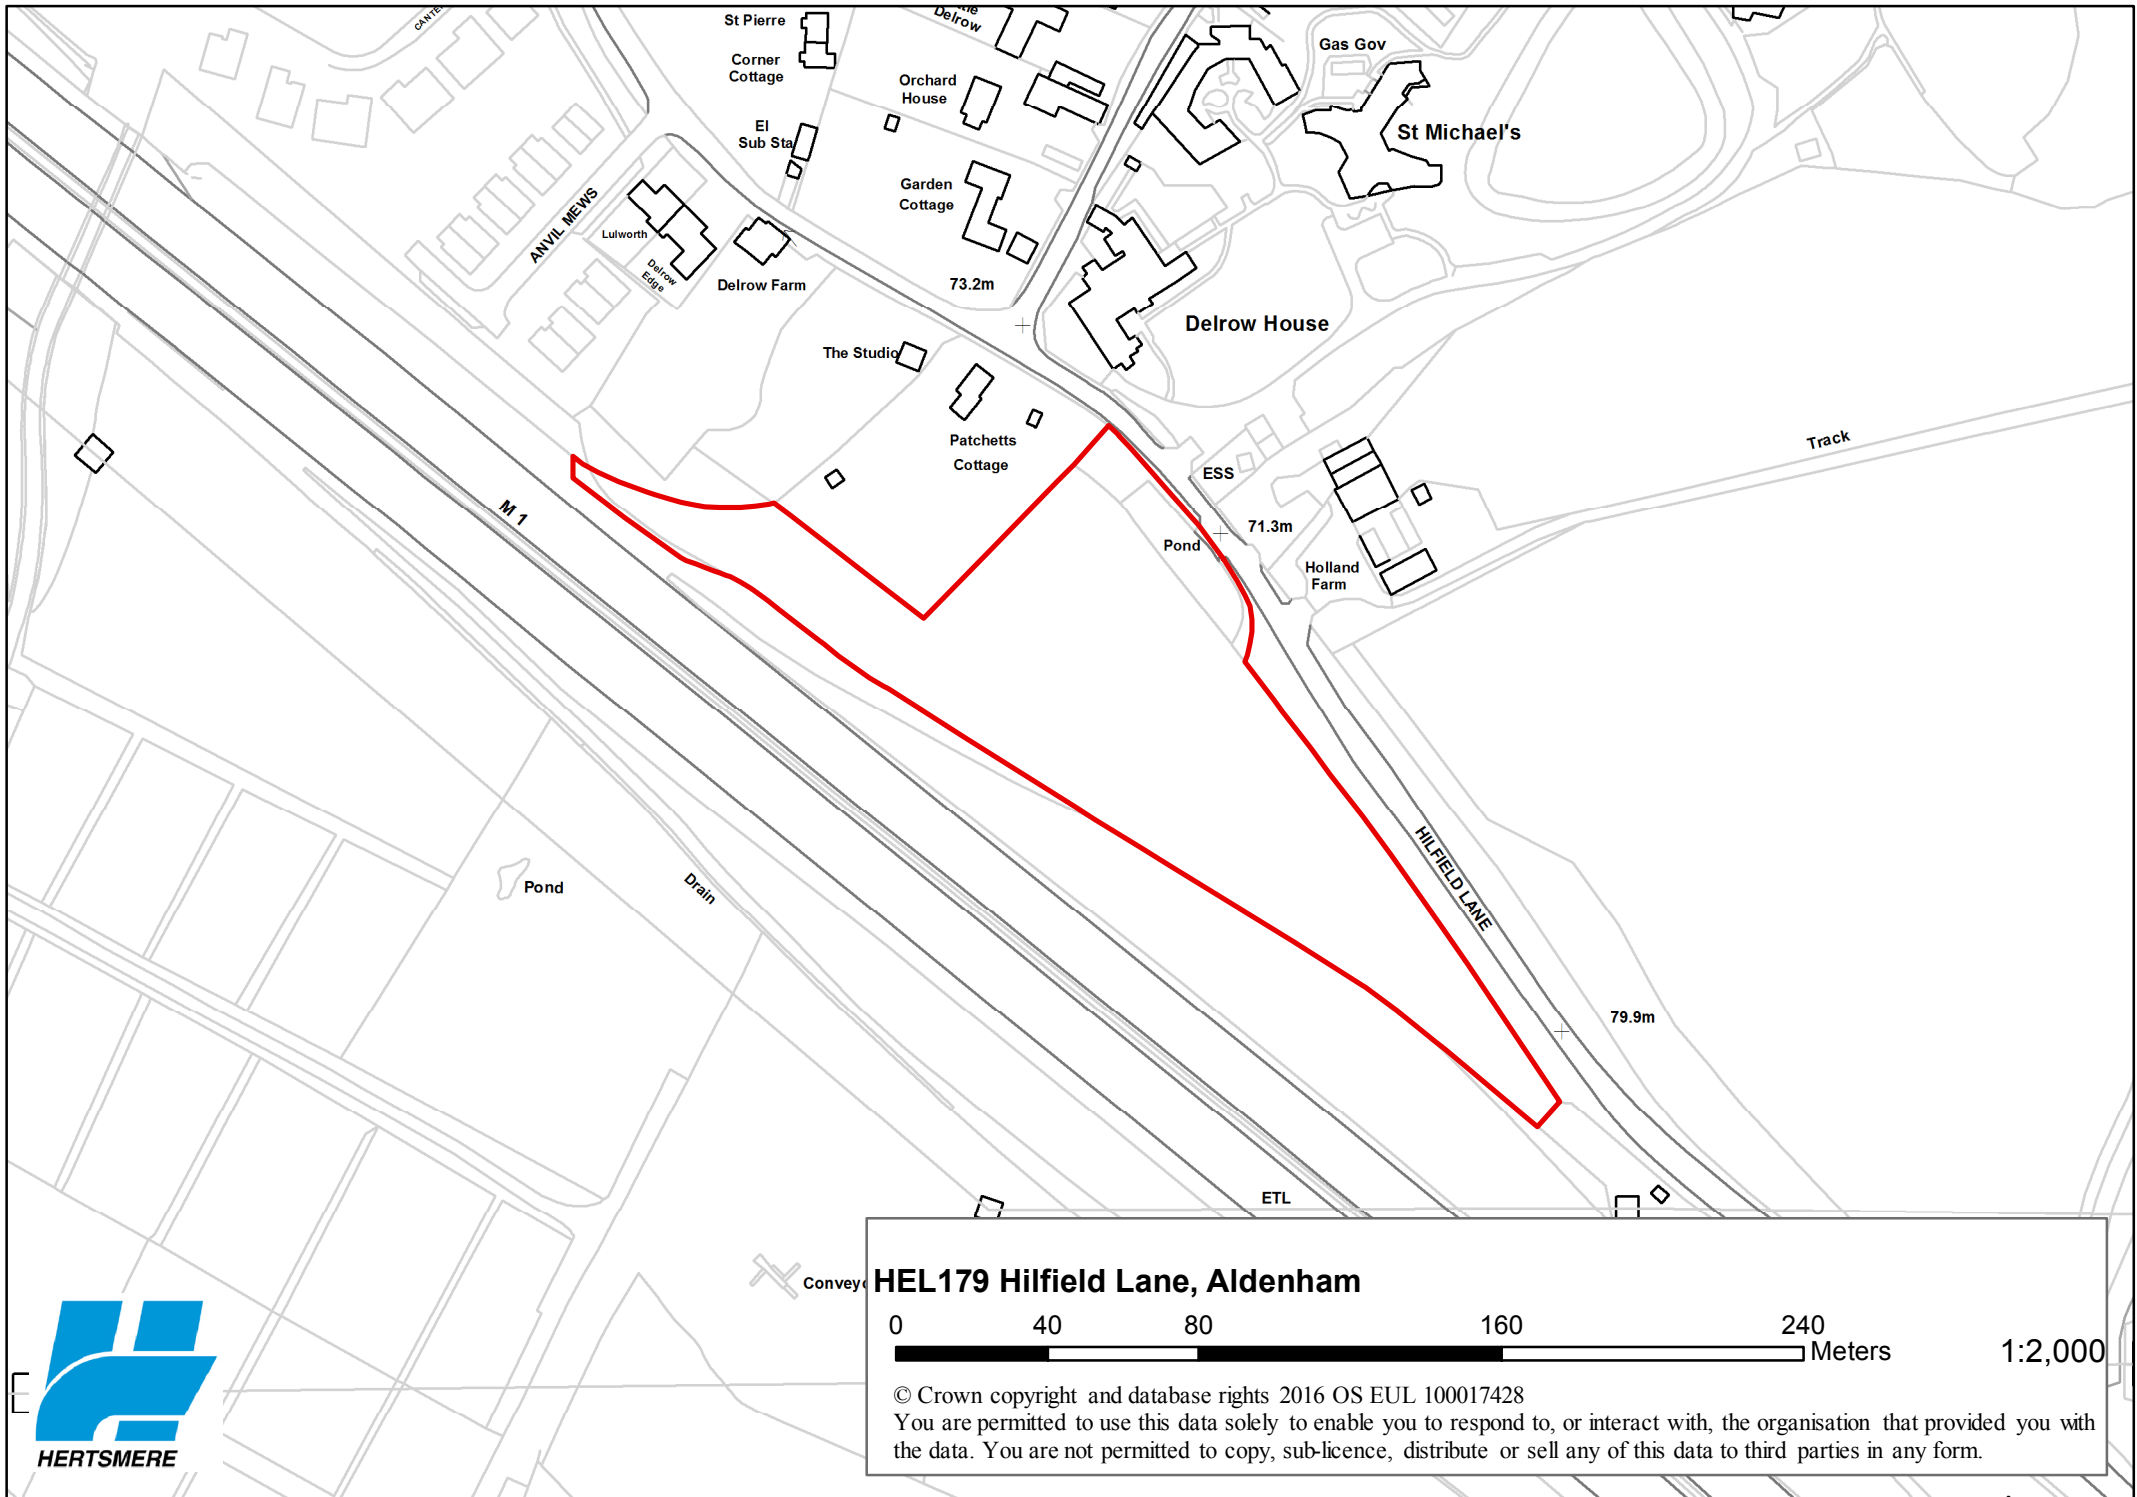 St Pierre
Corner
Cottage
Delrow
Gas Gov
Orchard
House
St Michael's
El
Sub Sta
Garden
Cottage
ANVIL MEWS
Lulworth
Delrow
Edge
Delrow Farm
73.2m
Delrow House
The Studio
Patchetts
Cottage
Track
ESS
71.3m
M 1
Pond
Holland
Farm
HILFIELD LANE
Pond
Drain
79.9m
ETL
HEL179 Hilfield Lane, Aldenham
0 40 80 160 240
Meters
1:2,000
© Crown copyright and database rights 2016 OS EUL 100017428
You are permitted to use this data solely to enable you to respond to, or interact with, the organisation that provided you with
the data. You are not permitted to copy, sub-licence, distribute or sell any of this data to third parties in any form.
HERTSMERE